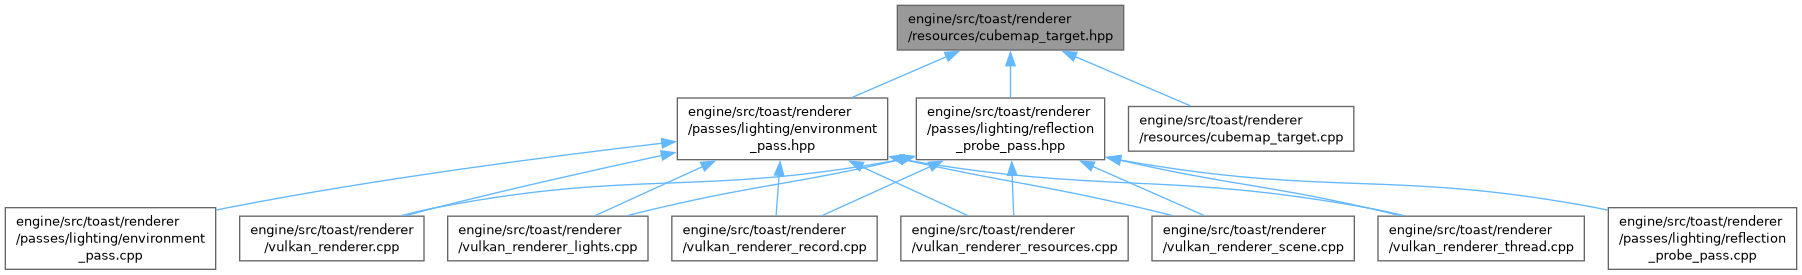 engine/src/toast/renderer
/resources/cubemap_target.hpp
engine/src/toast/renderer
/passes/lighting/environment
_pass.hpp
engine/src/toast/renderer
/passes/lighting/reflection
_probe_pass.hpp
engine/src/toast/renderer
/resources/cubemap_target.cpp
engine/src/toast/renderer
/passes/lighting/environment
_pass.cpp
engine/src/toast/renderer
/vulkan_renderer.cpp
engine/src/toast/renderer
/vulkan_renderer_lights.cpp
engine/src/toast/renderer
/vulkan_renderer_record.cpp
engine/src/toast/renderer
/vulkan_renderer_resources.cpp
engine/src/toast/renderer
/vulkan_renderer_scene.cpp
engine/src/toast/renderer
/vulkan_renderer_thread.cpp
engine/src/toast/renderer
/passes/lighting/reflection
_probe_pass.cpp